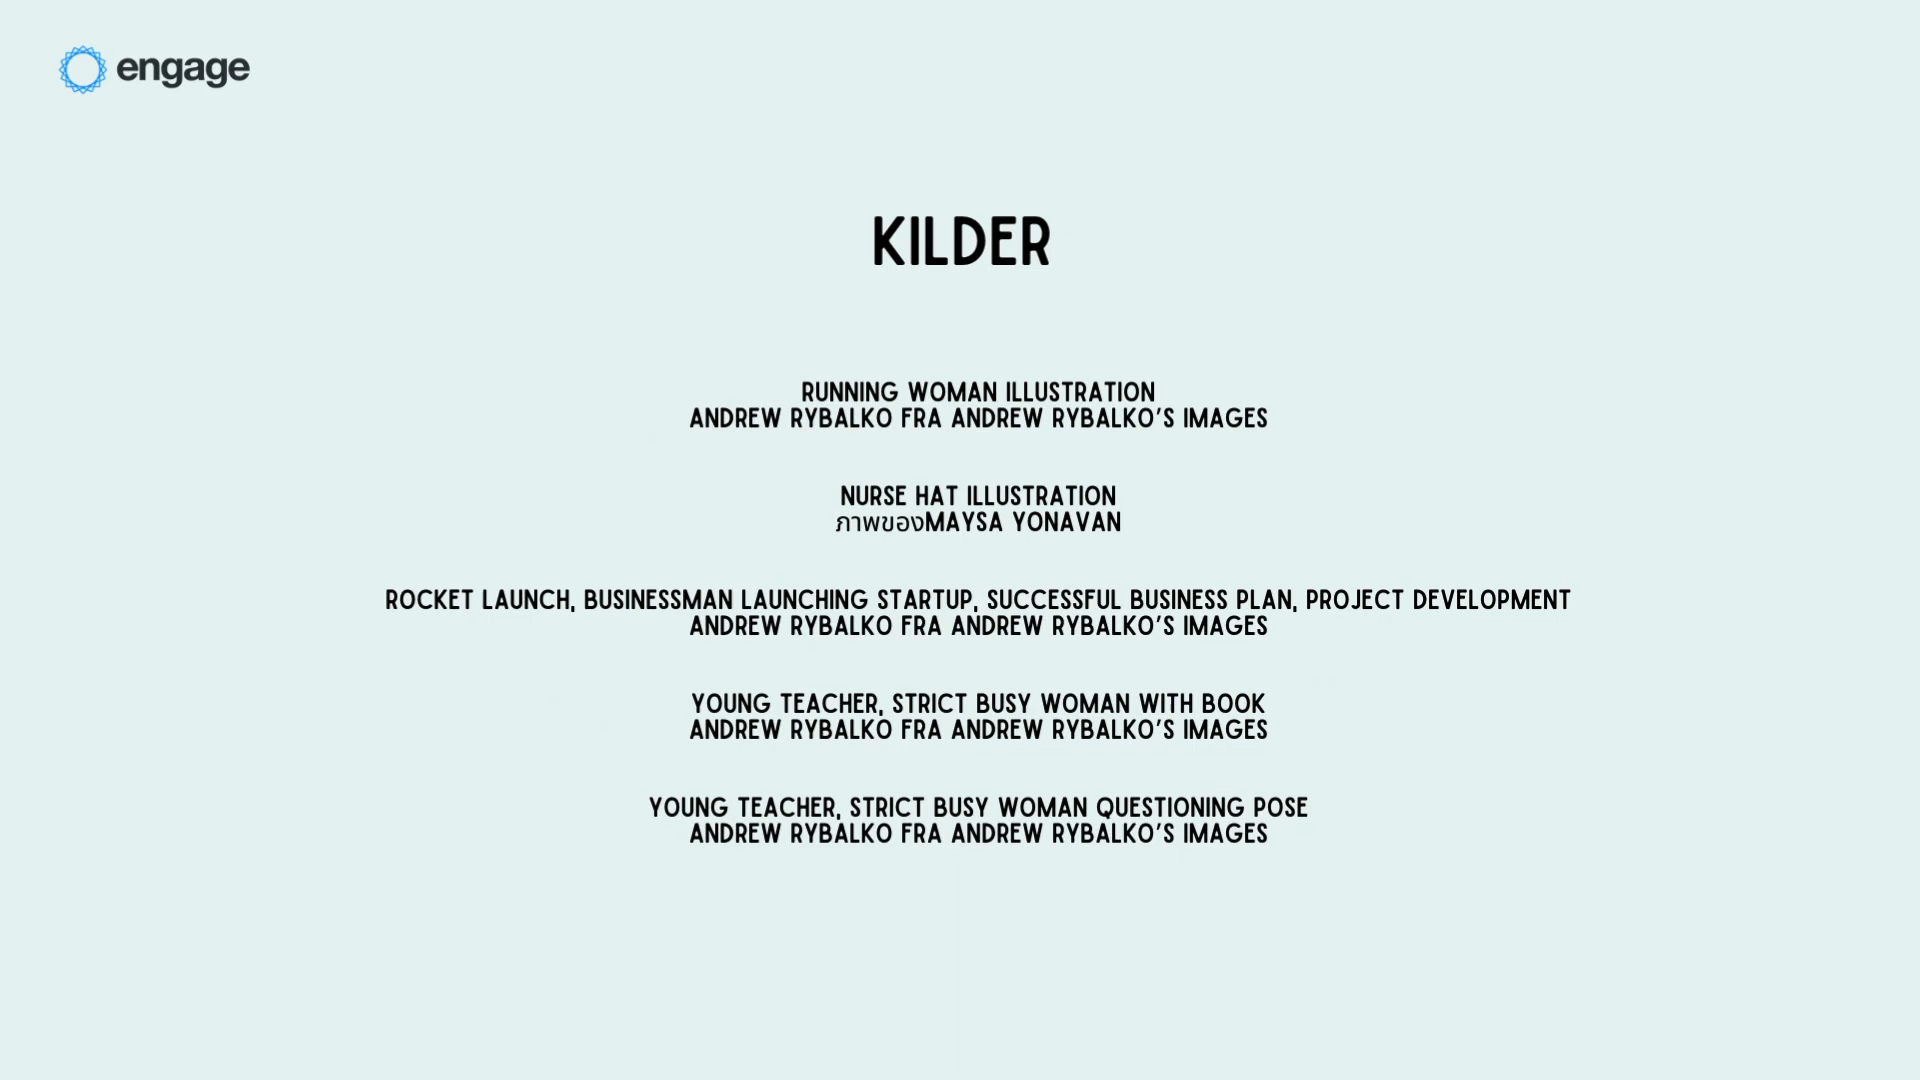 engage
KILDER
RUNNING WOMAN ILLUSTRATION
ANDREW RYBALKO FRA ANDREW RYBALKO'S IMAGES
NURSE HAT ILLUSTRATION
ภาพของMAYSA YONAVAN
ROCKET LAUNCH, BUSINESSMAN LAUNCHING STARTUP, SUCCESSFUL BUSINESS PLAN, PROJECT DEVELOPMENT
ANDREW RYBALKO FRA ANDREW RYBALKO'S IMAGES
YOUNG TEACHER, STRICT BUSY WOMAN WITH BOOK
ANDREW RYBALKO FRA ANDREW RYBALKO'S IMAGES
YOUNG TEACHER, STRICT BUSY WOMAN QUESTIONING POSE
ANDREW RYBALKO FRA ANDREW RYBALKO'S IMAGES